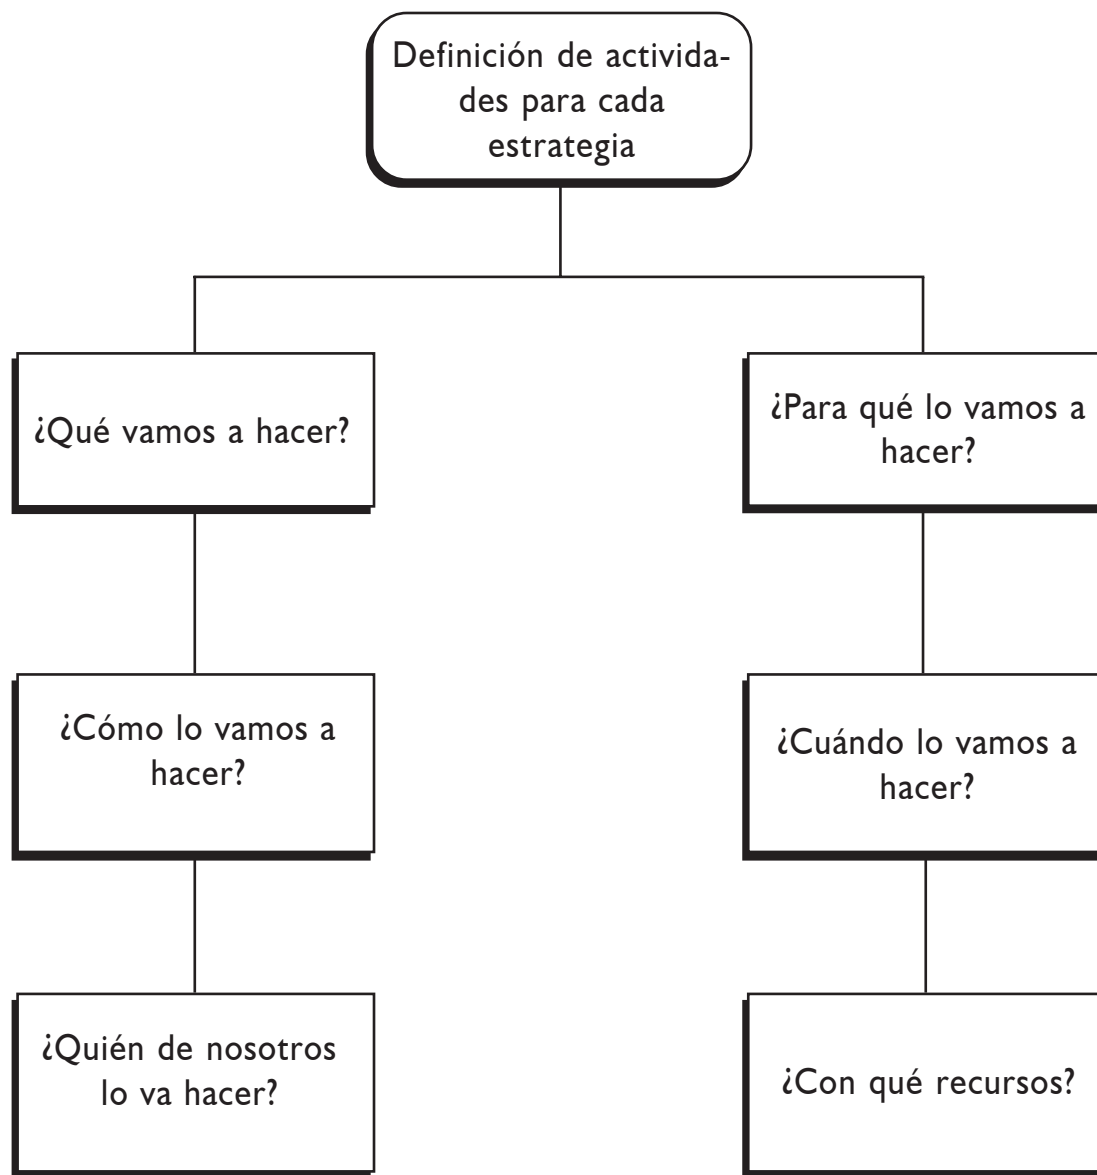 Definición de activida-
des para cada
estrategia
¿Qué vamos a hacer?
¿Para qué lo vamos a
hacer?
¿Cómo lo vamos a
hacer?
¿Cuándo lo vamos a
hacer?
¿Quién de nosotros
lo va hacer?
¿Con qué recursos?